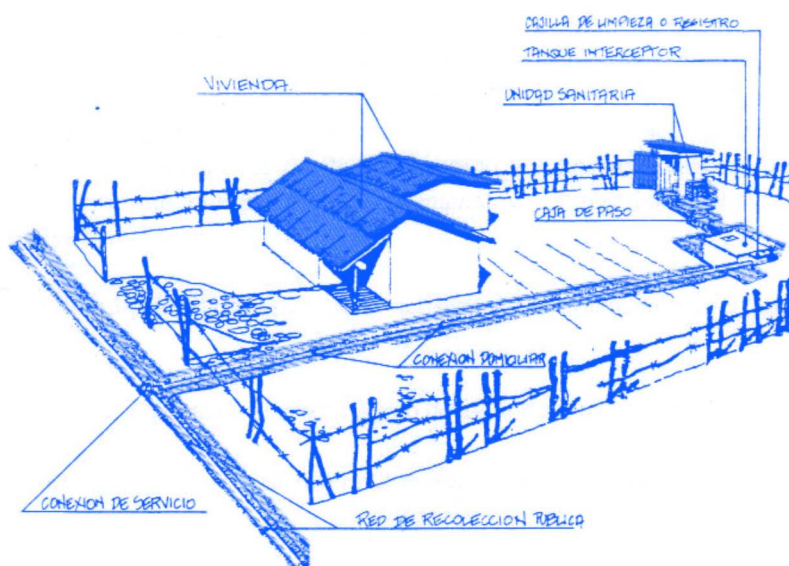 CAJILLA DE LIMPIEZA O REGISTRO
TANQUE INTERCEPTOR
VIVIENDA
UNIDAD SANITARIA
CAJA DE PASO
CONEXION DOMICILIAR
CONEXION DE SERVICIO
RED DE RECOLECCION PUBLICA